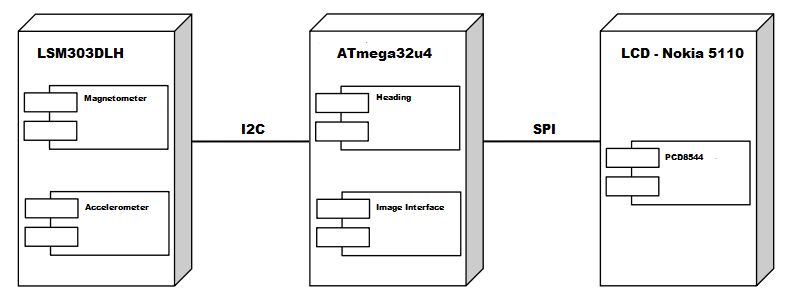 LSM303DLH
Magnetometer
Accelerometer
I2C
ATmega32u4
Heading
Image Interface
SPI
LCD - Nokia 5110
PCD8544